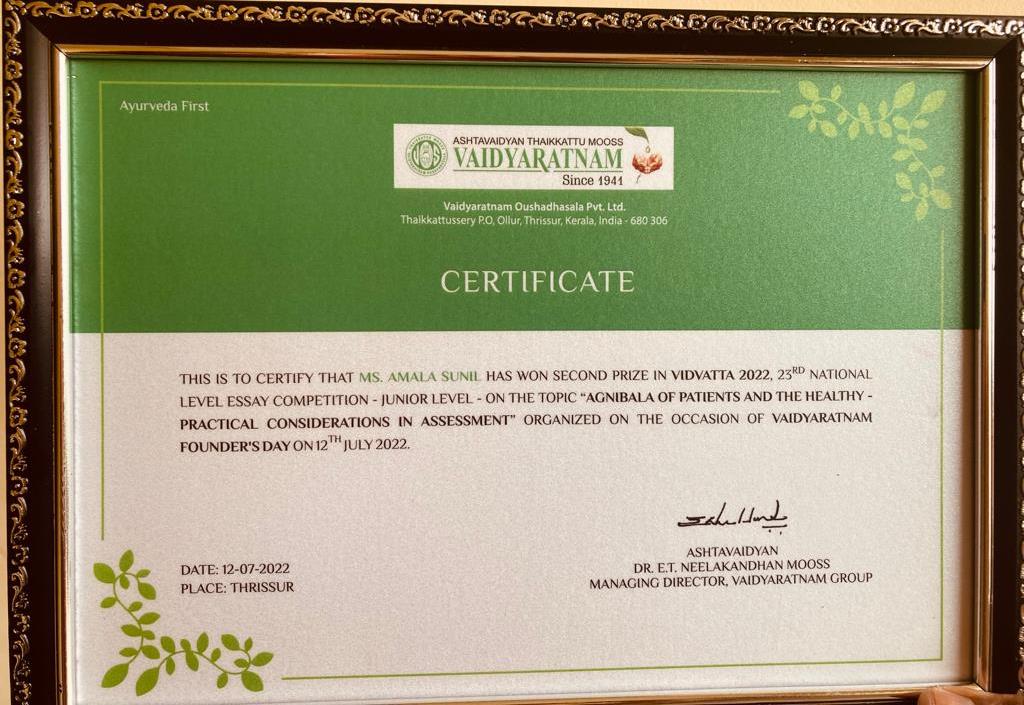 Ayurveda First
ASHTAVAIDYAN THAIKKATTU MOOSS
VAIDYARATNAM
Since 1941
Vaidyaratnam Oushadhasala Pvt. Ltd.
Thaikkattussery P.O, Ollur, Thrissur, Kerala, India - 680 306
CERTIFICATE
THIS IS TO CERTIFY THAT MS. AMALA SUNIL HAS WON SECOND PRIZE IN VIDVATTA 2022, 23RD NATIONAL
LEVEL ESSAY COMPETITION - JUNIOR LEVEL - ON THE TOPIC “AGNIBALA OF PATIENTS AND THE HEALTHY -
PRACTICAL CONSIDERATIONS IN ASSESSMENT” ORGANIZED ON THE OCCASION OF VAIDYARATNAM
FOUNDER'S DAY ON 12TH JULY 2022.
DATE: 12-07-2022
PLACE: THRISSUR
ASHTAVAIDYAN
DR. E.T. NEELAKANDHAN MOOSS
MANAGING DIRECTOR, VAIDYARATNAM GROUP